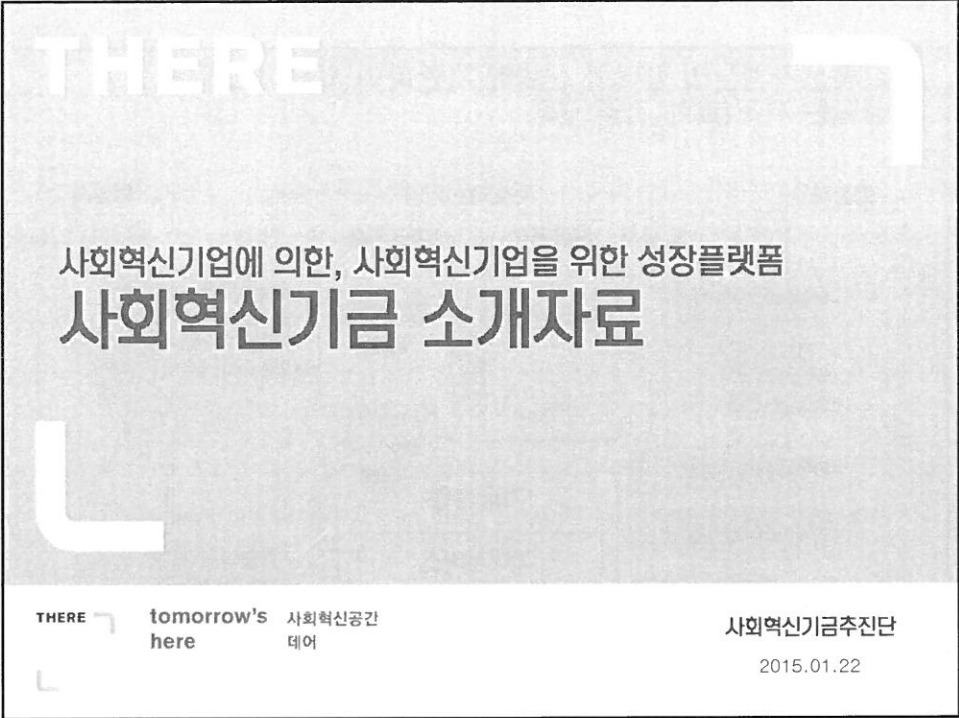 THERE
사회혁신기업에 의한, 사회혁신기업을 위한 성장플랫폼
사회혁신기금 소개자료
THERE
tomorrow's
here
사회혁신공간
데어
사회혁신기금추진단
2015.01.22